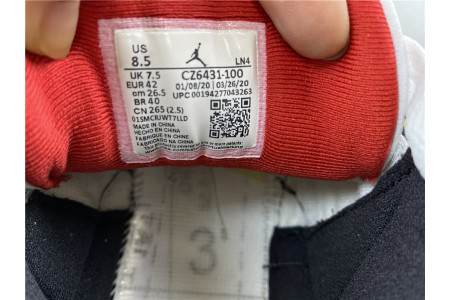 US
8.5
LN4
UK 7.5
CZ6431-100
EUR 42
01/08/20 | 03/26/20
cm 26.5
UPC 00194277043263
BR 40
CN 265 (2.5)
01SMCRJWT7LLD
MADE IN CHINA
HECHO EN CHINA
FABRIQUÉ EN CHINE
FABRICADO NA CHINA
3